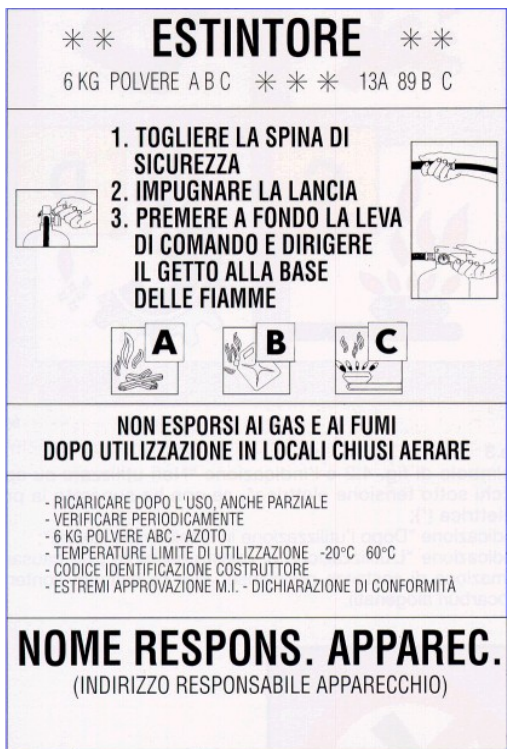 ** ESTINTORE **
6 KG POLVERE A B C *** 13A 89 B C
1. TOGLIERE LA SPINA DI
SICUREZZA
2. IMPUGNARE LA LANCIA
3. PREMERE A FONDO LA LEVA
DI COMANDO E DIRIGERE
IL GETTO ALLA BASE
DELLE FIAMME
A B C
NON ESPORSI AI GAS E AI FUMI
DOPO UTILIZZAZIONE IN LOCALI CHIUSI AERARE
- RICARICARE DOPO L'USO, ANCHE PARZIALE
- VERIFICARE PERIODICAMENTE
- 6 KG POLVERE ABC - AZOTO
- TEMPERATURE LIMITE DI UTILIZZAZIONE -20°C 60°C
- CODICE IDENTIFICAZIONE COSTRUTTORE
- ESTREMI APPROVAZIONE M.I. - DICHIARAZIONE DI CONFORMITÀ
NOME RESPONS. APPAREC.
(INDIRIZZO RESPONSABILE APPARECCHIO)